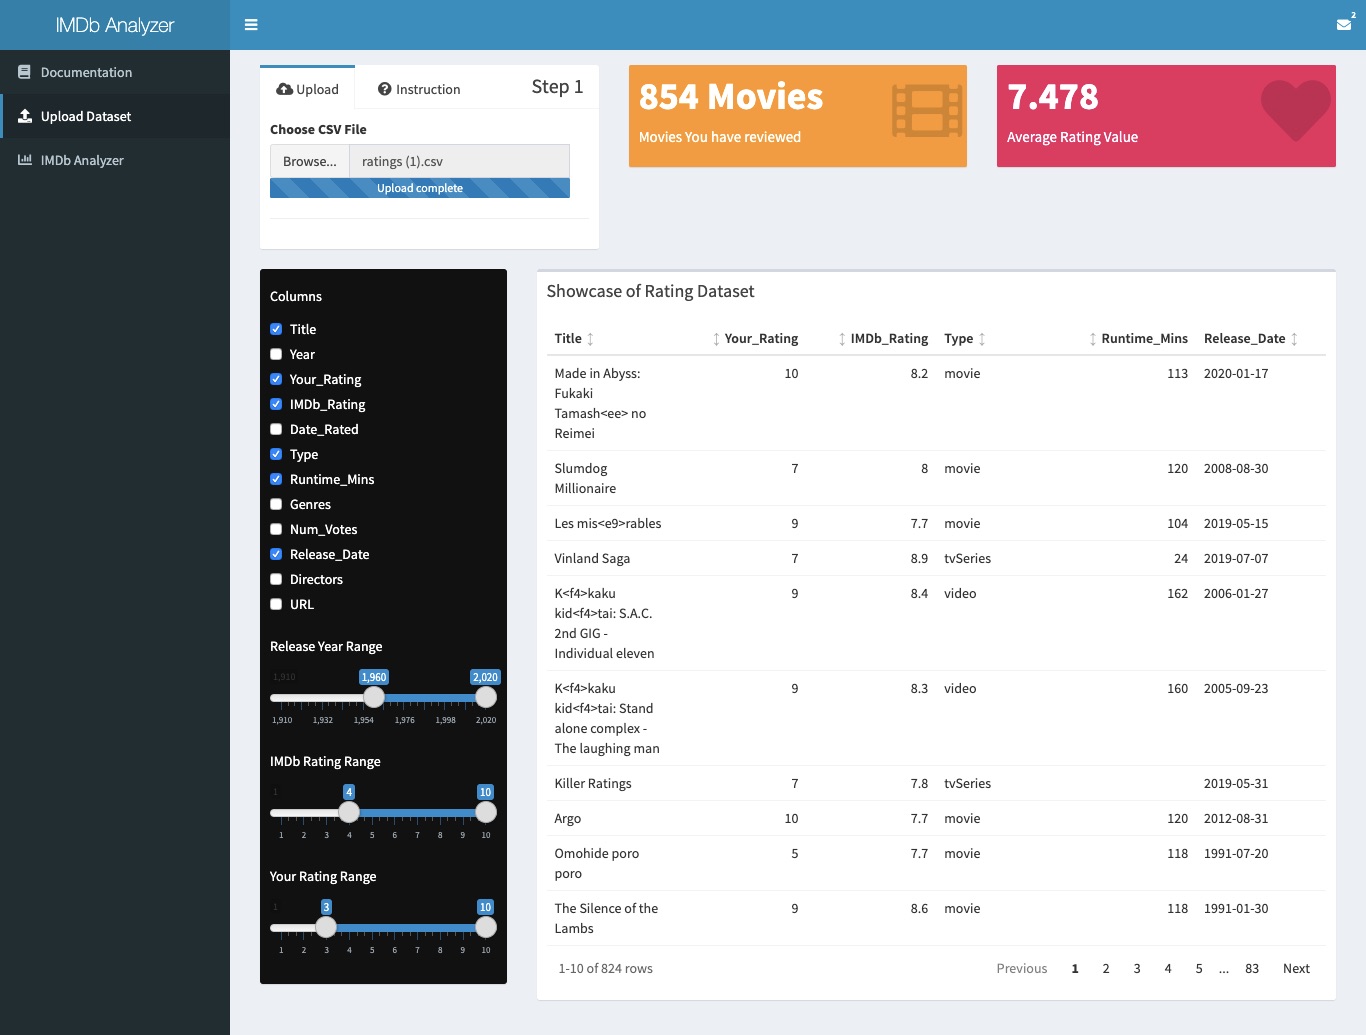 IMDb Analyzer
2
Documentation
Upload Dataset
IMDb Analyzer
Upload
Instruction
Step 1
Choose CSV File
Browse...
ratings (1).csv
Upload complete
854 Movies
Movies You have reviewed
7.478
Average Rating Value
Columns
Title
Year
Your_Rating
IMDb_Rating
Date_Rated
Type
Runtime_Mins
Genres
Num_Votes
Release_Date
Directors
URL
Release Year Range
1,910 1,960 2,020
1,910 1,932 1,954 1,976 1,998 2,020
IMDb Rating Range
1 4 10
1 2 3 4 5 6 7 8 9 10
Your Rating Range
1 3 10
1 2 3 4 5 6 7 8 9 10
Showcase of Rating Dataset
Title Your_Rating IMDb_Rating Type Runtime_Mins Release_Date
Made in Abyss: 10 8.2 movie 113 2020-01-17
Fukaki
Tamash<ee> no
Reimei
Slumdog 7 8 movie 120 2008-08-30
Millionaire
Les mis<e9>rables 9 7.7 movie 104 2019-05-15
Vinland Saga 7 8.9 tvSeries 24 2019-07-07
K<f4>kaku 9 8.4 video 162 2006-01-27
kid<f4>tai: S.A.C.
2nd GIG -
Individual eleven
K<f4>kaku 9 8.3 video 160 2005-09-23
kid<f4>tai: Stand
alone complex -
The laughing man
Killer Ratings 7 7.8 tvSeries 2019-05-31
Argo 10 7.7 movie 120 2012-08-31
Omohide poro 5 7.7 movie 118 1991-07-20
poro
The Silence of the 9 8.6 movie 118 1991-01-30
Lambs
1-10 of 824 rows
Previous 1 2 3 4 5 ... 83 Next